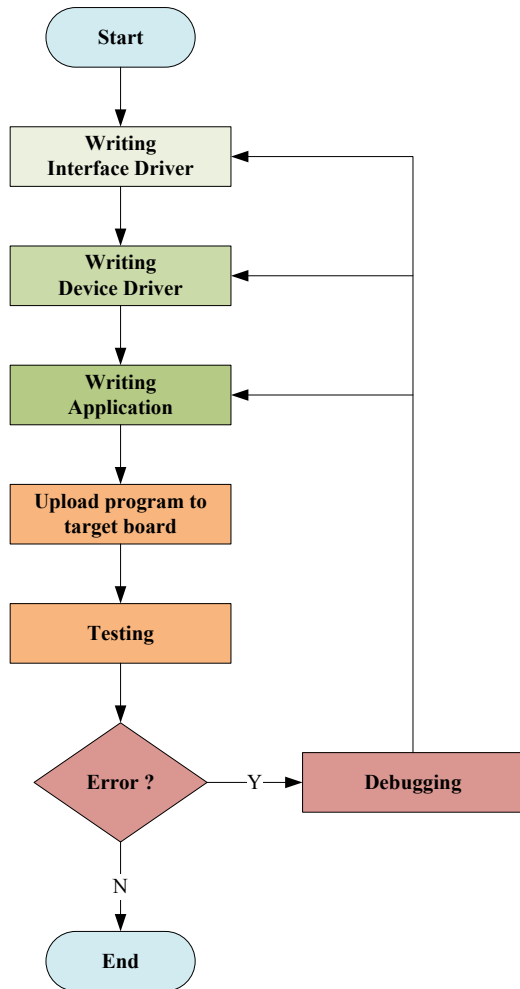 Start
Writing
Interface Driver
Writing
Device Driver
Writing
Application
Upload program to
target board
Testing
Error ?
Y
Debugging
N
End